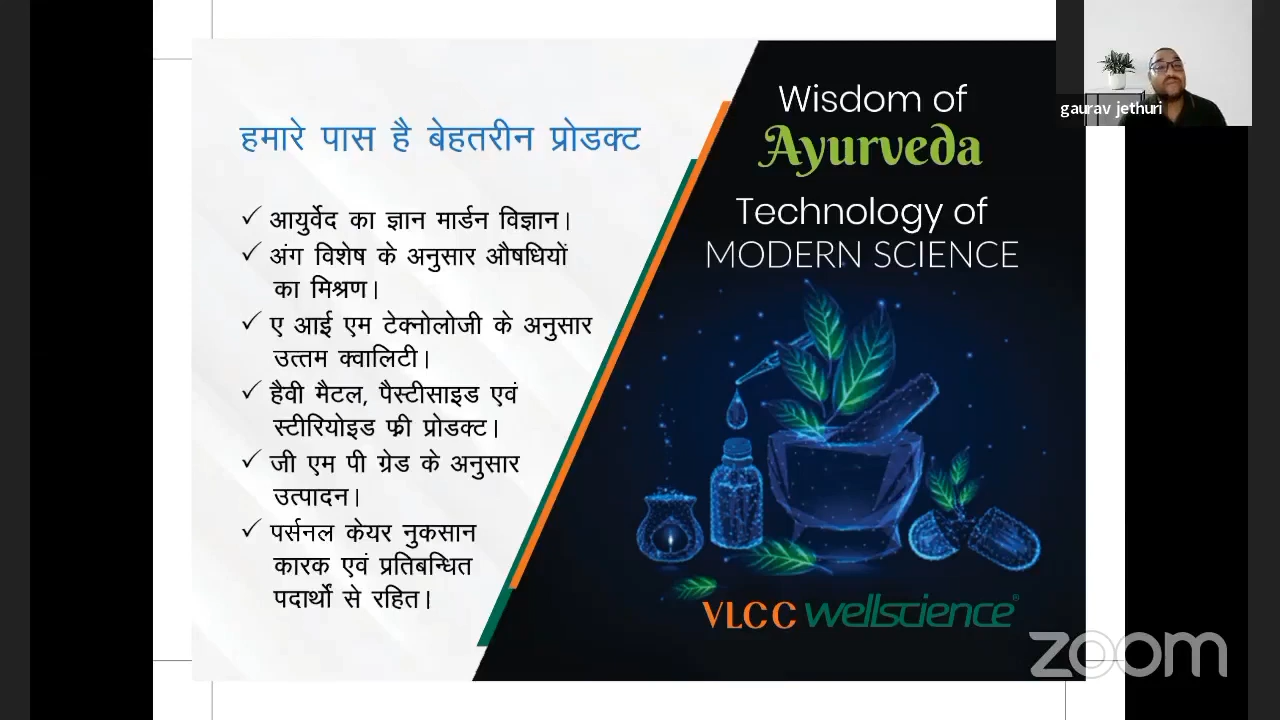 हमारे पास है बेहतरीन प्रोडक्ट
✓ आयुर्वेद का ज्ञान मार्डन विज्ञान।
✓ अंग विशेष के अनुसार औषधियों
का मिश्रण।
✓ ए आई एम टेक्नोलोजी के अनुसार
उत्तम क्वालिटी।
✓ हैवी मैटल, पैस्टीसाइड एवं
स्टीरियोइड फ्री प्रोडक्ट।
✓ जी एम पी ग्रेड के अनुसार
उत्पादन।
✓ पर्सनल केयर नुकसान
कारक एवं प्रतिबन्धित
पदार्थों से रहित।
Wisdom of
Ayurveda
Technology of
MODERN SCIENCE
VLCC wellscience®
gaurav jethuri
zoom